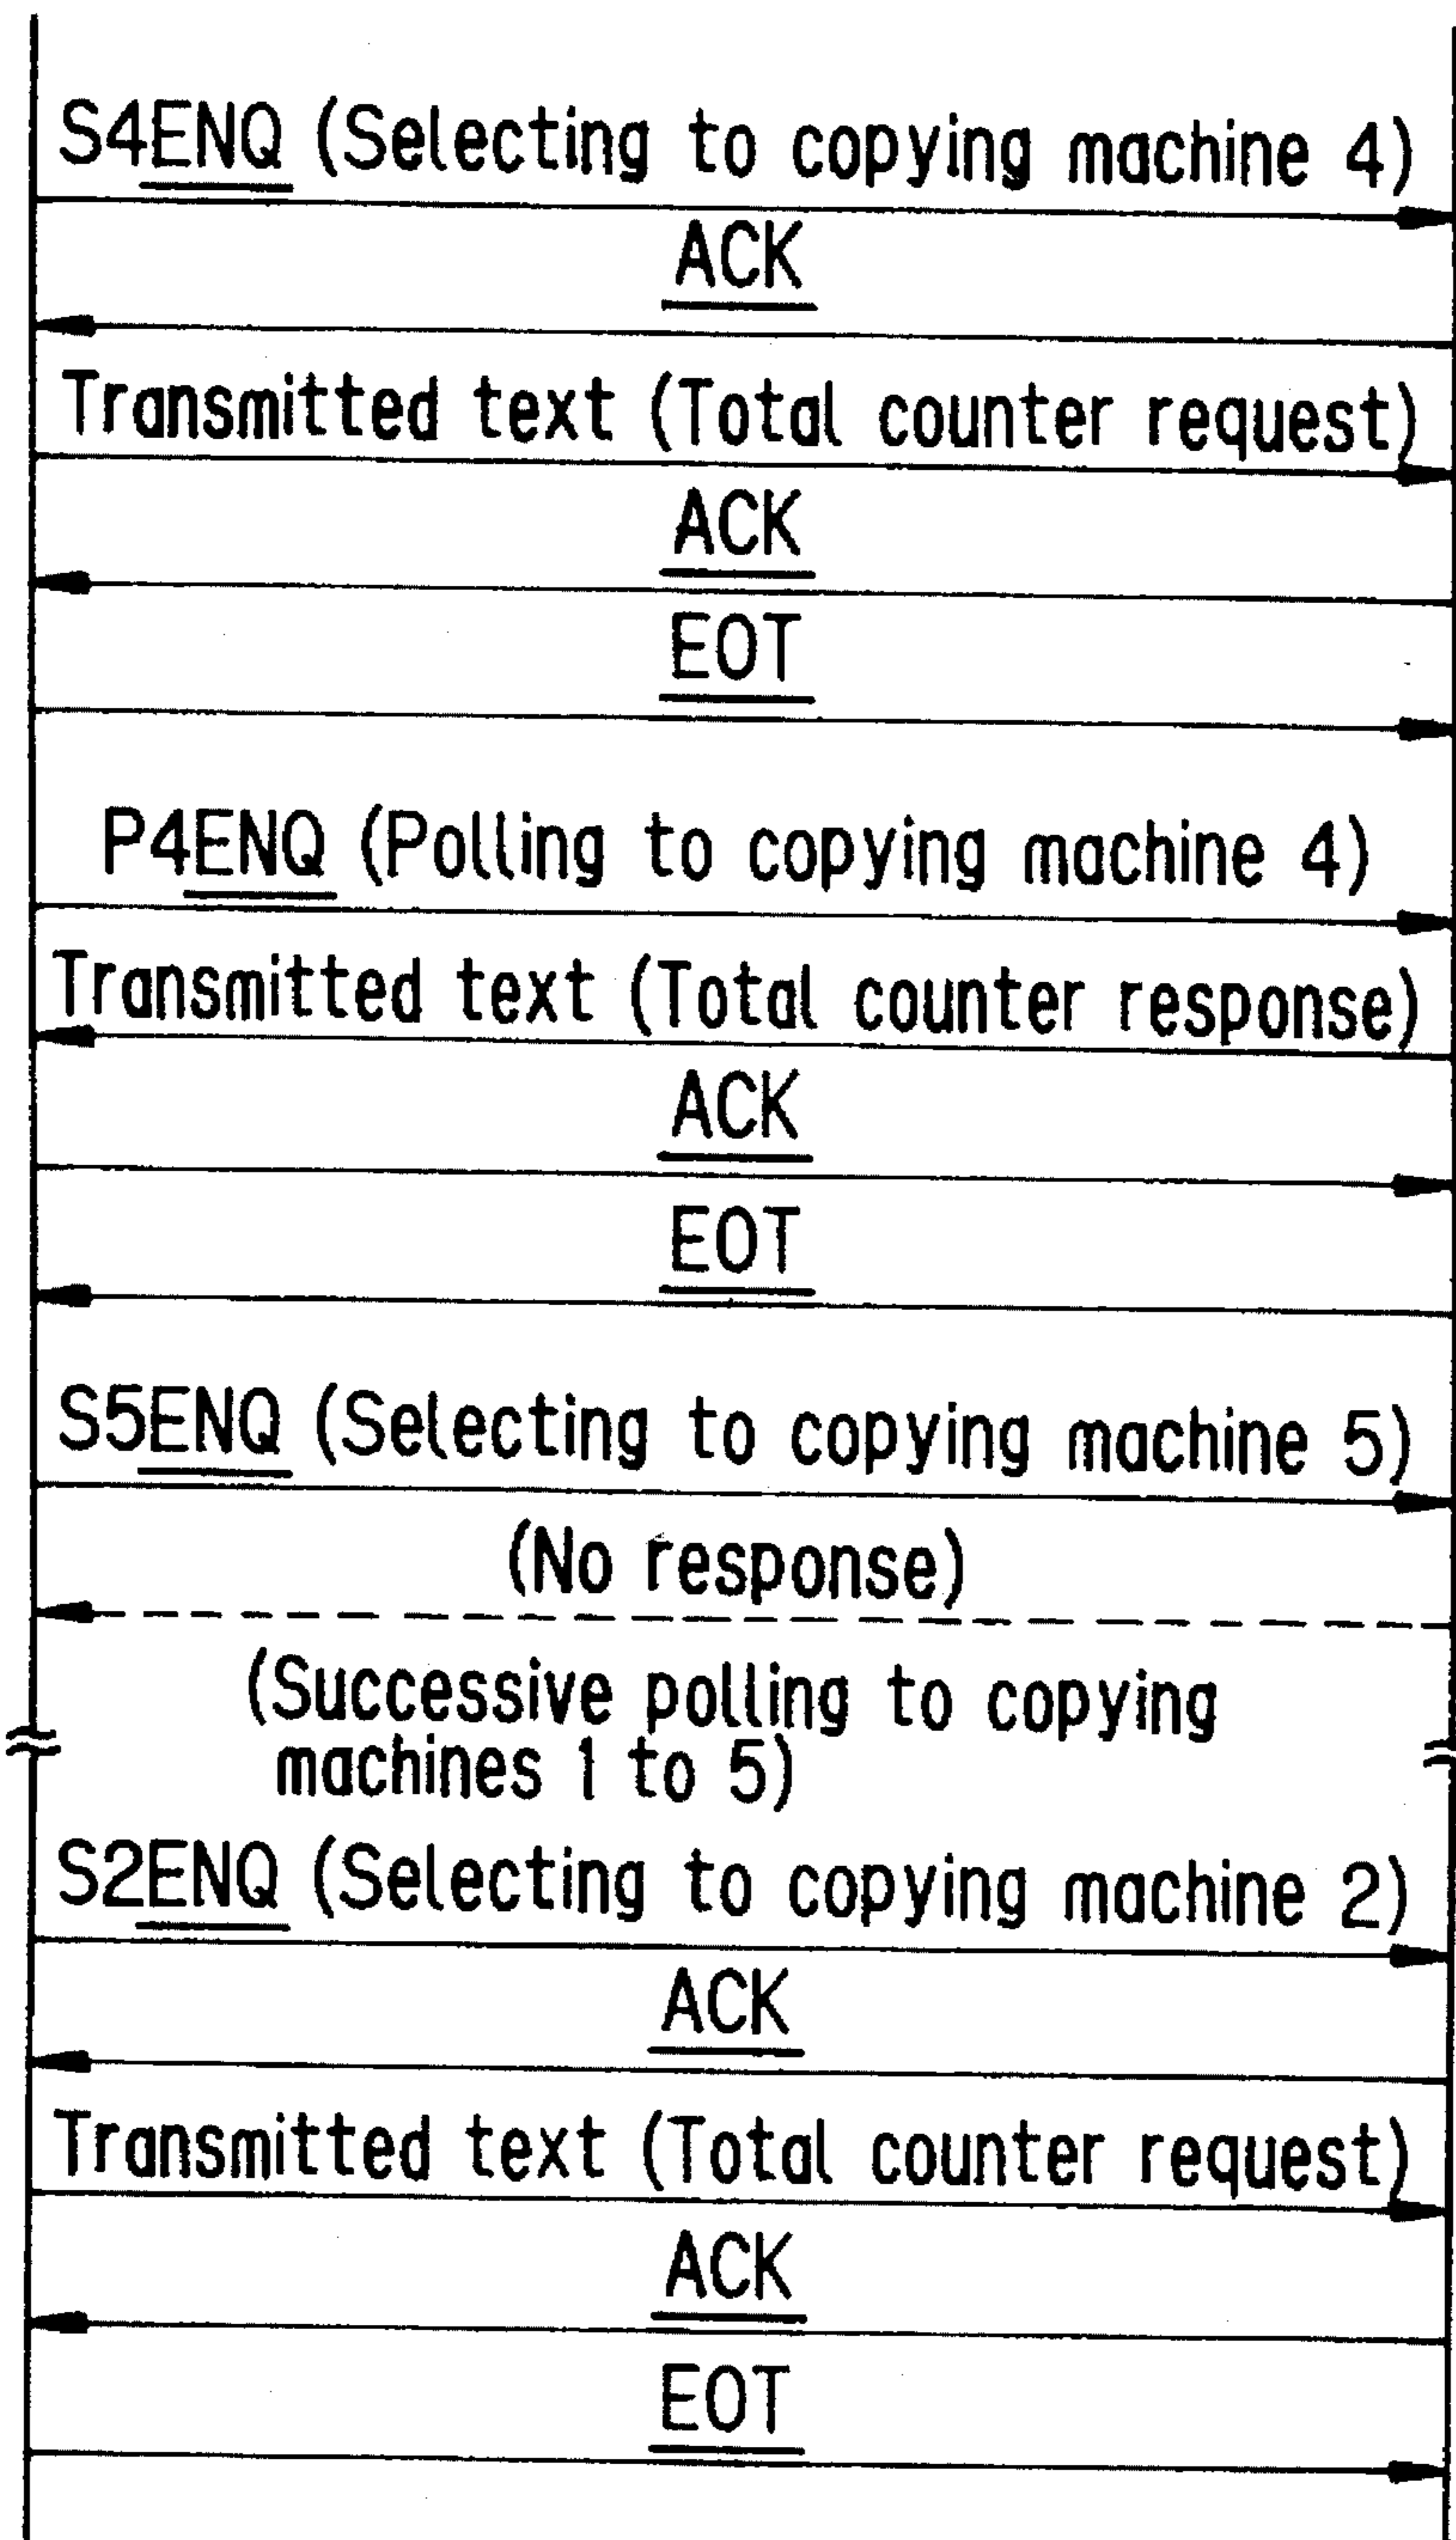 S4ENQ (Selecting to copying machine 4)
ACK
Transmitted text (Total counter request)
ACK
EOT
P4ENQ (Polling to copying machine 4)
Transmitted text (Total counter response)
ACK
EOT
S5ENQ (Selecting to copying machine 5)
(No response)
(Successive polling to copying
machines 1 to 5)
S2ENQ (Selecting to copying machine 2)
ACK
Transmitted text (Total counter request)
ACK
EOT